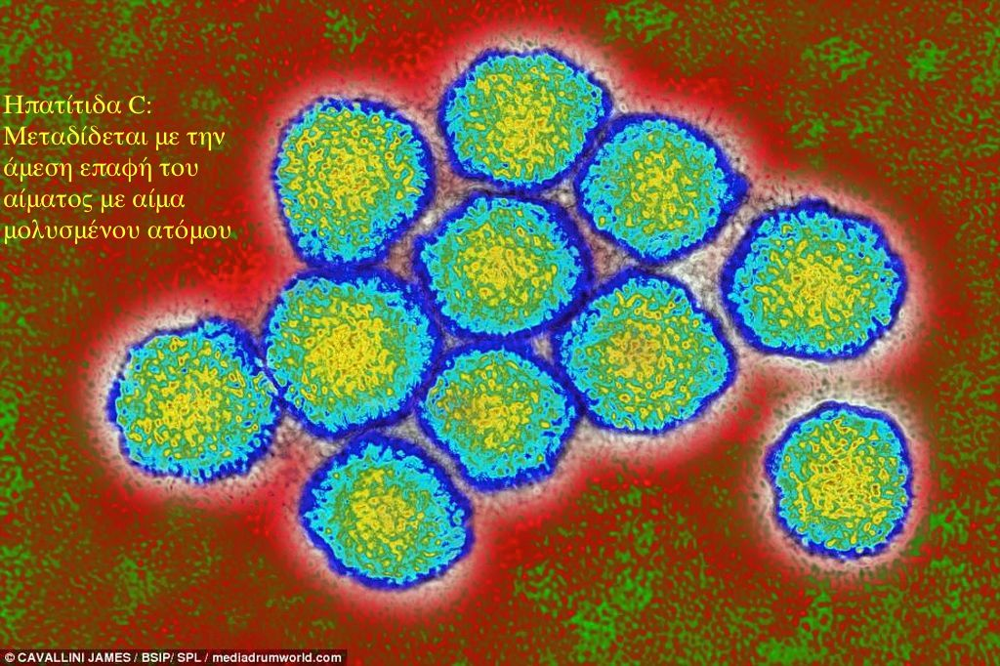 Ηπατίτιδα C:
Μεταδίδεται με την
άμεση επαφή του
αίματος με αίμα
μολυσμένου ατόμου
© CAVALLINI JAMES / BSIP/ SPL / mediadrumworld.com